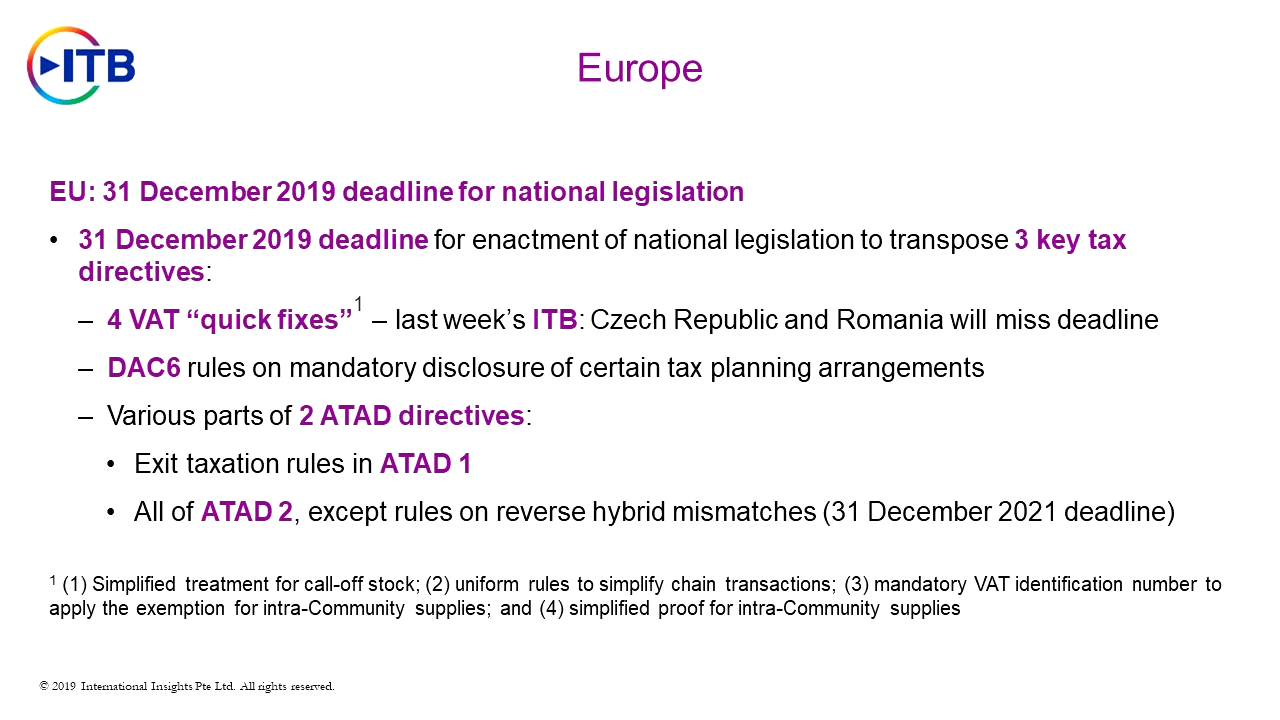 ITB
Europe
EU: 31 December 2019 deadline for national legislation
• 31 December 2019 deadline for enactment of national legislation to transpose 3 key tax
directives:
– 4 VAT “quick fixes”1 – last week’s ITB: Czech Republic and Romania will miss deadline
– DAC6 rules on mandatory disclosure of certain tax planning arrangements
– Various parts of 2 ATAD directives:
• Exit taxation rules in ATAD 1
• All of ATAD 2, except rules on reverse hybrid mismatches (31 December 2021 deadline)
1 (1) Simplified treatment for call-off stock; (2) uniform rules to simplify chain transactions; (3) mandatory VAT identification number to
apply the exemption for intra-Community supplies; and (4) simplified proof for intra-Community supplies
© 2019 International Insights Pte Ltd. All rights reserved.